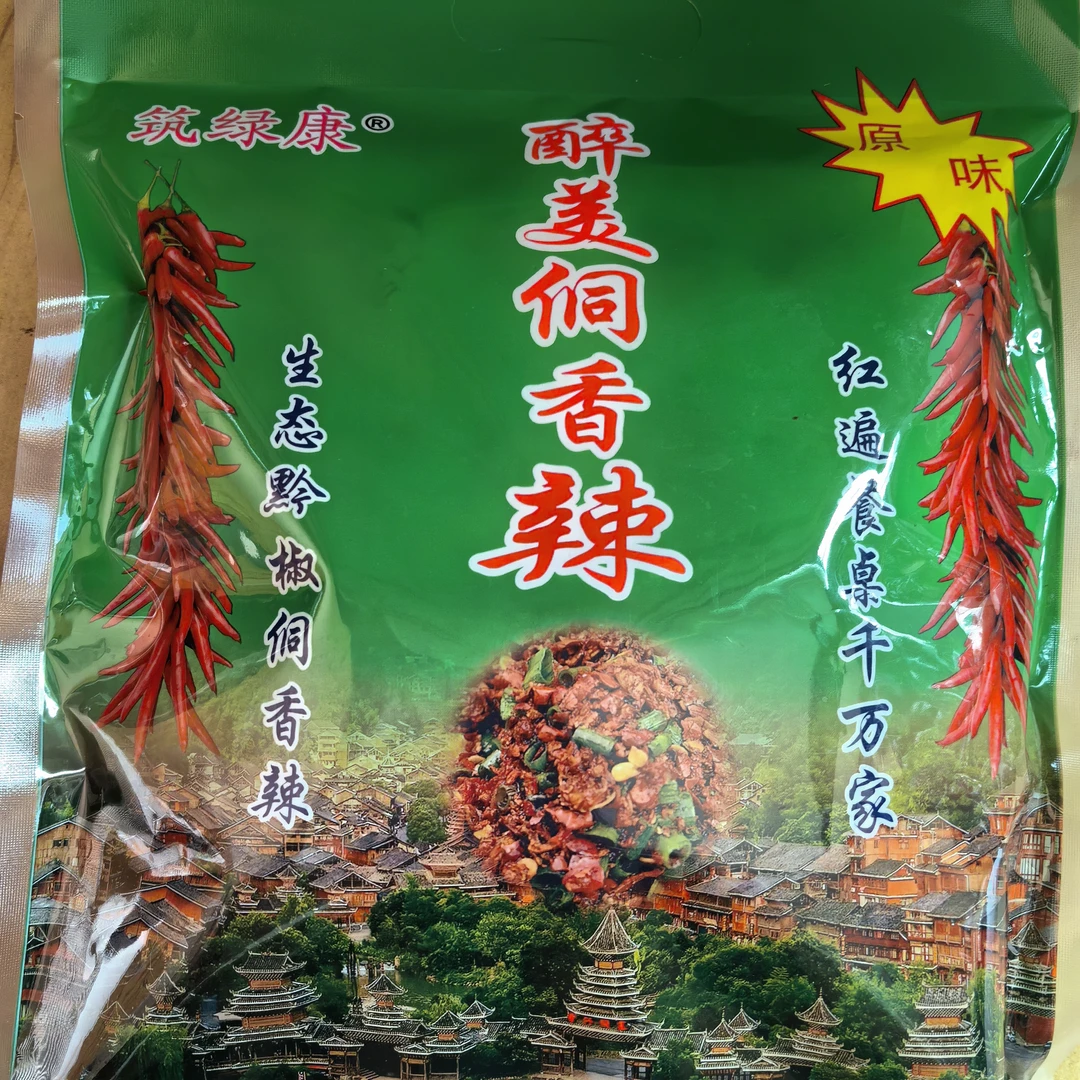 筑绿康®
原味
醉美侗香辣
生态黔椒侗香辣
红遍餐桌千万家